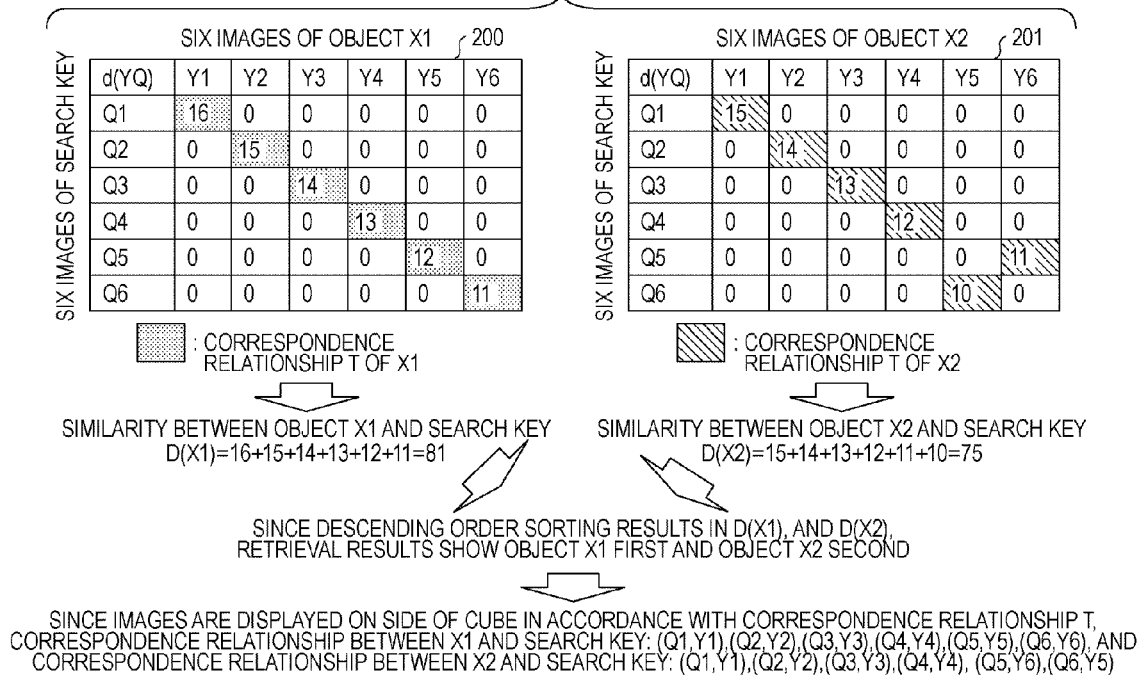 SIX IMAGES OF OBJECT X1 200
SIX IMAGES OF SEARCH KEY
d(YQ) Y1 Y2 Y3 Y4 Y5 Y6
Q1 16 0 0 0 0 0
Q2 0 15 0 0 0 0
Q3 0 0 14 0 0 0
Q4 0 0 0 13 0 0
Q5 0 0 0 0 12 0
Q6 0 0 0 0 0 11
: CORRESPONDENCE
RELATIONSHIP T OF X1
SIMILARITY BETWEEN OBJECT X1 AND SEARCH KEY
D(X1)=16+15+14+13+12+11=81
SIX IMAGES OF OBJECT X2 201
SIX IMAGES OF SEARCH KEY
d(YQ) Y1 Y2 Y3 Y4 Y5 Y6
Q1 15 0 0 0 0 0
Q2 0 14 0 0 0 0
Q3 0 0 13 0 0 0
Q4 0 0 0 12 0 0
Q5 0 0 0 0 0 11
Q6 0 0 0 0 10 0
: CORRESPONDENCE
RELATIONSHIP T OF X2
SIMILARITY BETWEEN OBJECT X2 AND SEARCH KEY
D(X2)=15+14+13+12+11+10=75
SINCE DESCENDING ORDER SORTING RESULTS IN D(X1), AND D(X2),
RETRIEVAL RESULTS SHOW OBJECT X1 FIRST AND OBJECT X2 SECOND
SINCE IMAGES ARE DISPLAYED ON SIDE OF CUBE IN ACCORDANCE WITH CORRESPONDENCE RELATIONSHIP T,
CORRESPONDENCE RELATIONSHIP BETWEEN X1 AND SEARCH KEY: (Q1,Y1),(Q2,Y2),(Q3,Y3),(Q4,Y4),(Q5,Y5),(Q6,Y6), AND
CORRESPONDENCE RELATIONSHIP BETWEEN X2 AND SEARCH KEY: (Q1,Y1),(Q2,Y2),(Q3,Y3),(Q4,Y4), (Q5,Y6),(Q6,Y5)